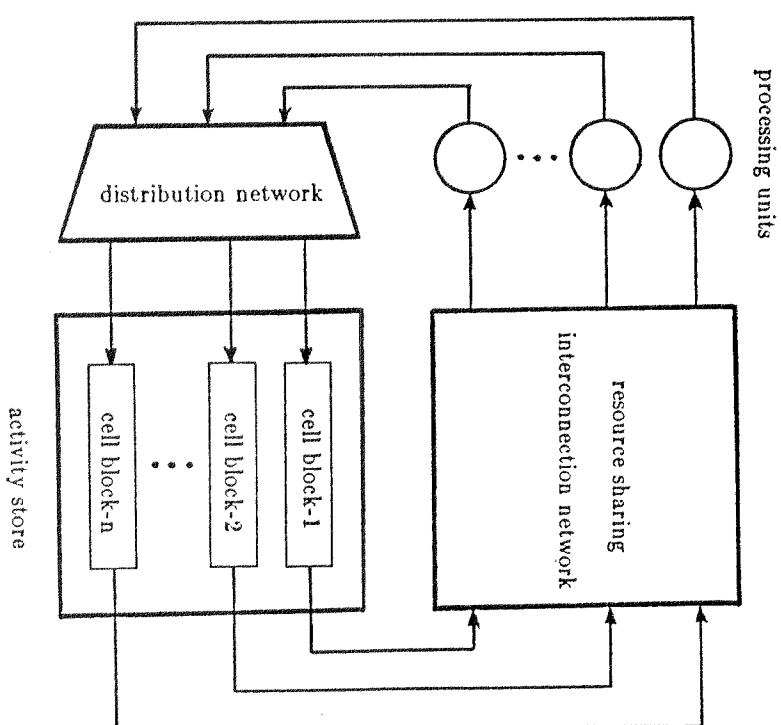 processing units
distribution network
resource sharing
interconnection network
cell block-1
cell block-2
cell block-n
activity store